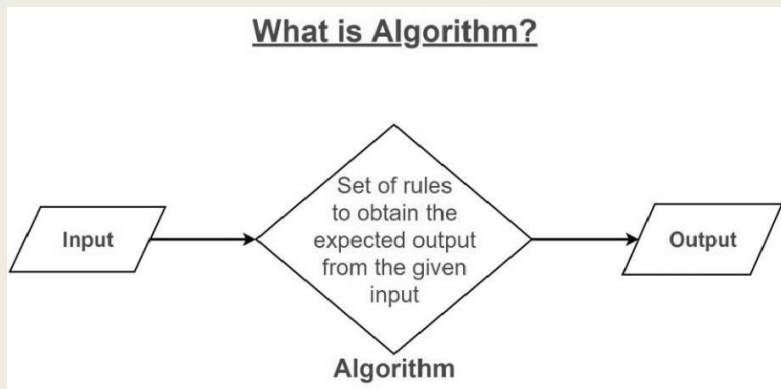 What is Algorithm?
Input
Set of rules
to obtain the
expected output
from the given
input
Output
Algorithm